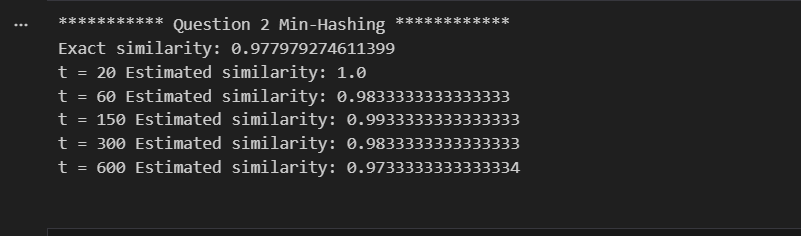 *********** Question 2 Min-Hashing ************
Exact similarity: 0.977979274611399
t = 20 Estimated similarity: 1.0
t = 60 Estimated similarity: 0.9833333333333333
t = 150 Estimated similarity: 0.9933333333333333
t = 300 Estimated similarity: 0.9833333333333333
t = 600 Estimated similarity: 0.9733333333333334